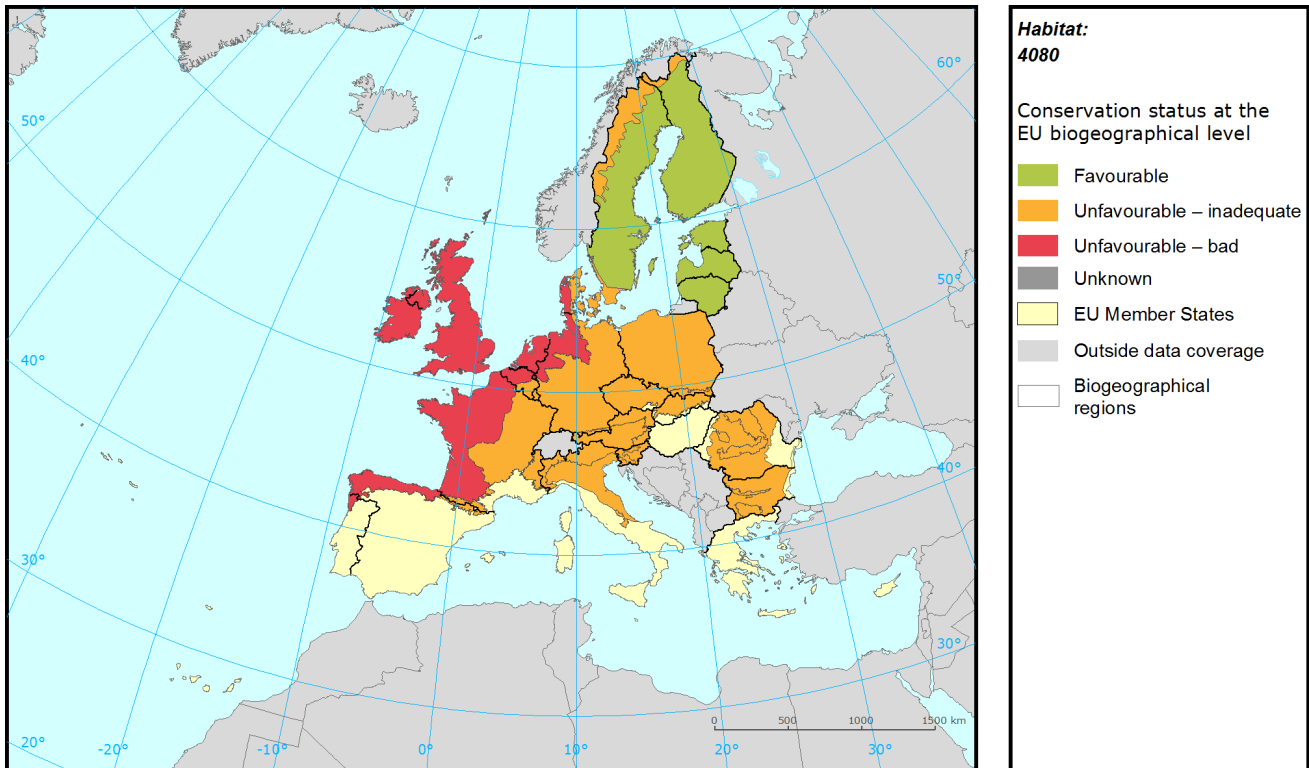 Habitat:
4080
Conservation status at the
EU biogeographical level
Favourable
Unfavourable – inadequate
Unfavourable – bad
Unknown
EU Member States
Outside data coverage
Biogeographical
regions
60°
50°
50°
40°
40°
30°
30°
0 500 1000 1500 km
20° -20° -10° 0° 10° 20° 30°